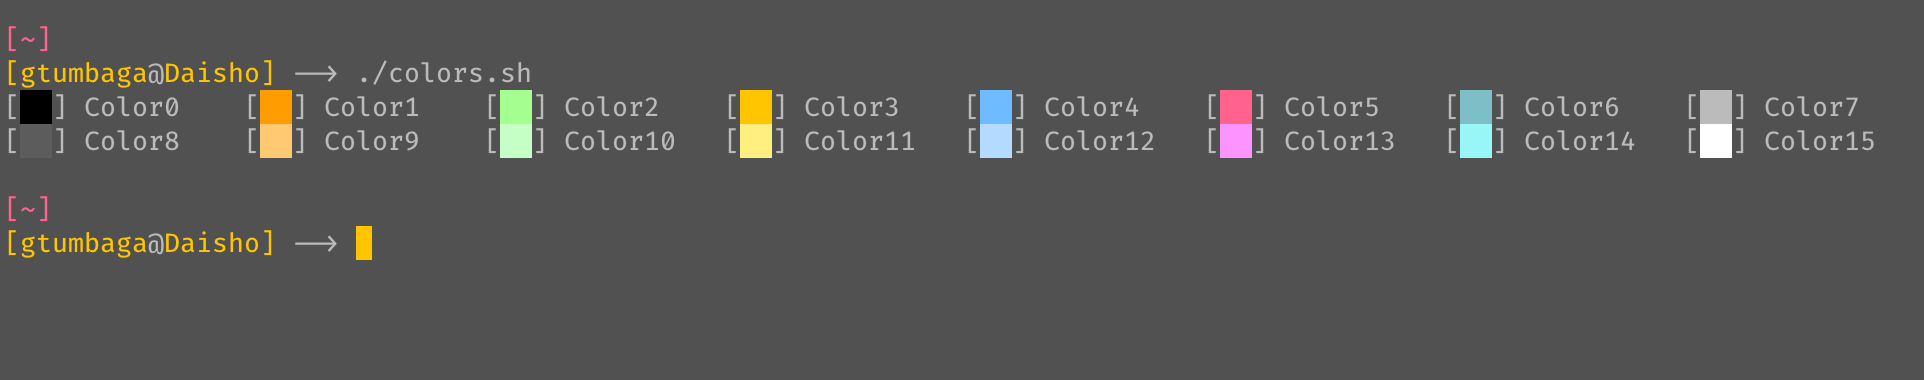 [~]
[gtumbaga@Daisho] ⟶ ./colors.sh
[ ] Color0 [ ] Color1 [ ] Color2 [ ] Color3 [ ] Color4 [ ] Color5 [ ] Color6 [ ] Color7
[ ] Color8 [ ] Color9 [ ] Color10 [ ] Color11 [ ] Color12 [ ] Color13 [ ] Color14 [ ] Color15
[~]
[gtumbaga@Daisho] ⟶